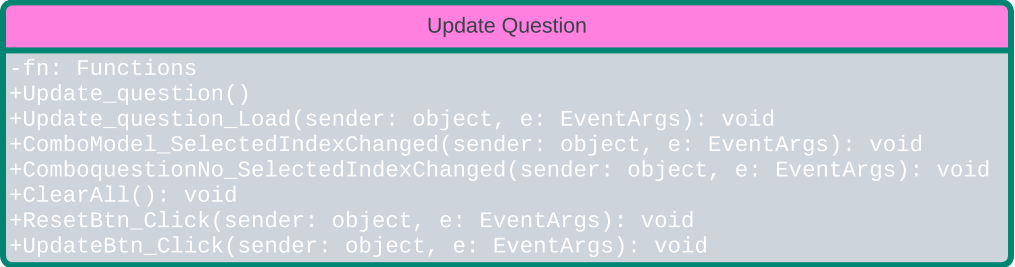 Update Question
-fn: Functions
+Update_question()
+Update_question_Load(sender: object, e: EventArgs): void
+ComboModel_SelectedIndexChanged(sender: object, e: EventArgs): void
+ComboquestionNo_SelectedIndexChanged(sender: object, e: EventArgs): void
+ClearAll(): void
+ResetBtn_Click(sender: object, e: EventArgs): void
+UpdateBtn_Click(sender: object, e: EventArgs): void